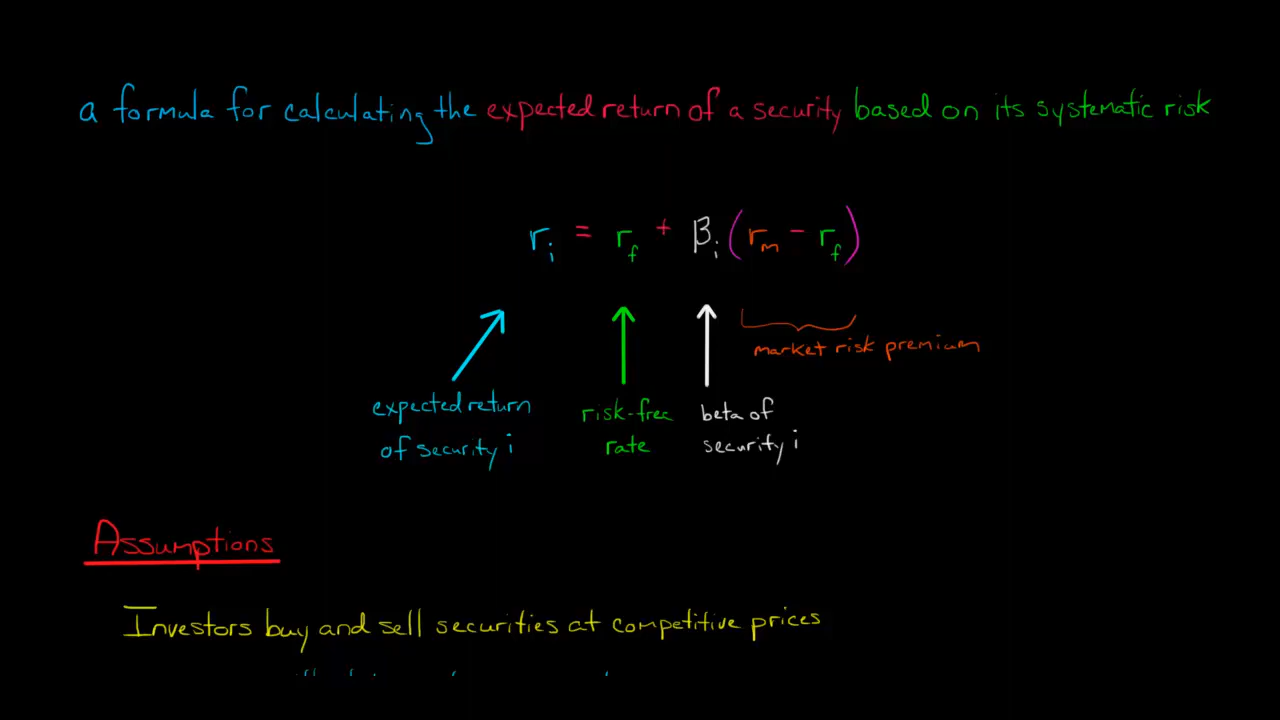 a formula for calculating the expected return of a security based on its systematic risk
rᵢ = r_f + βᵢ (r_m − r_f)
market risk premium
expected return
of security i
risk-free
rate
beta of
security i
Assumptions
Investors buy and sell securities at competitive prices